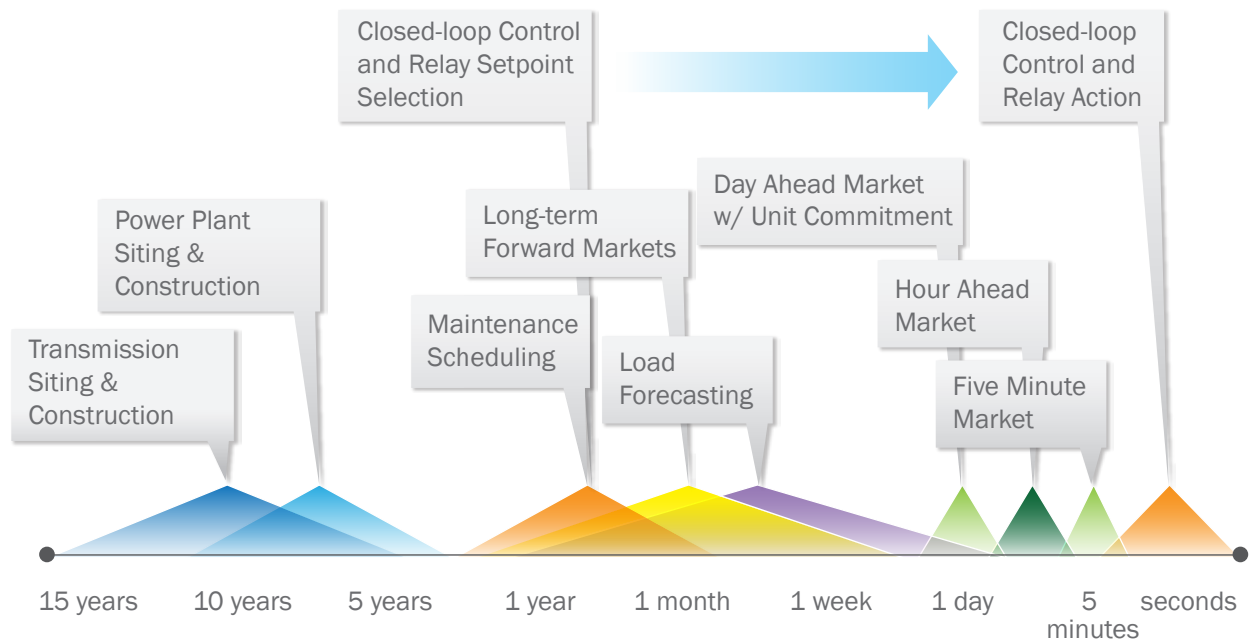 Closed-loop Control
and Relay Setpoint
Selection
Closed-loop
Control and
Relay Action
Day Ahead Market
w/ Unit Commitment
Power Plant
Siting &
Construction
Long-term
Forward Markets
Hour Ahead
Market
Maintenance
Scheduling
Transmission
Siting &
Construction
Load
Forecasting
Five Minute
Market
15 years
10 years
5 years
1 year
1 month
1 week
1 day
5
minutes
seconds